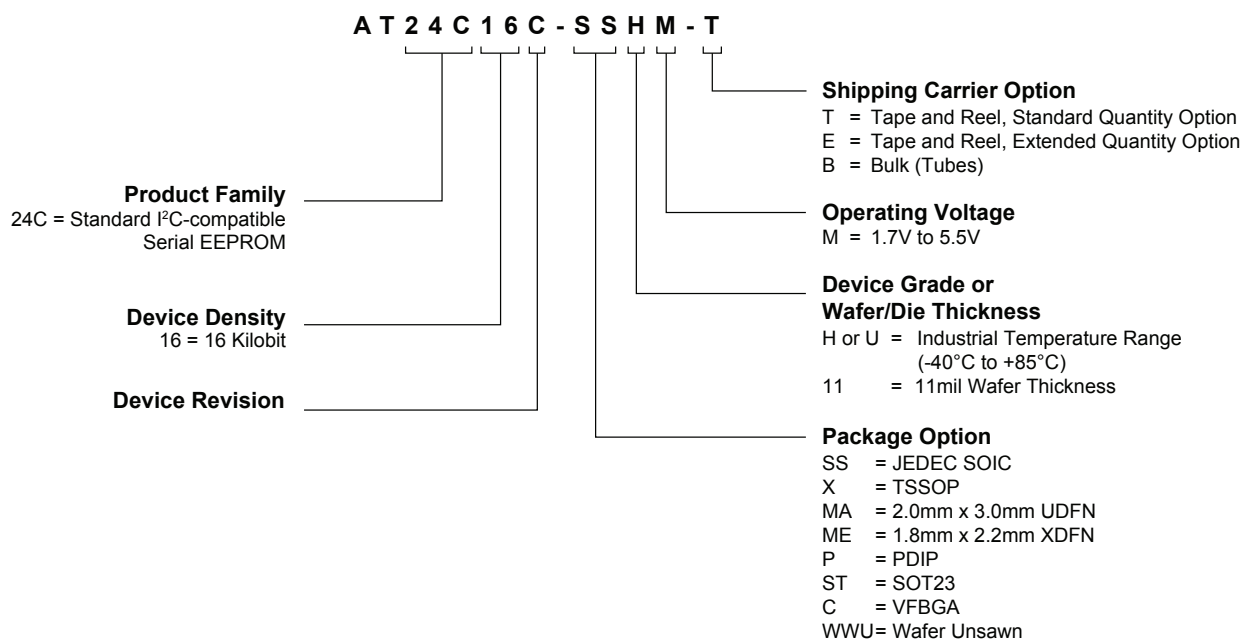 AT24C16C-SSHM-T
Product Family
24C = Standard I²C-compatible
Serial EEPROM
Device Density
16 = 16 Kilobit
Device Revision
Shipping Carrier Option
T = Tape and Reel, Standard Quantity Option
E = Tape and Reel, Extended Quantity Option
B = Bulk (Tubes)
Operating Voltage
M = 1.7V to 5.5V
Device Grade or
Wafer/Die Thickness
H or U = Industrial Temperature Range
(-40°C to +85°C)
11 = 11mil Wafer Thickness
Package Option
SS = JEDEC SOIC
X = TSSOP
MA = 2.0mm x 3.0mm UDFN
ME = 1.8mm x 2.2mm XDFN
P = PDIP
ST = SOT23
C = VFBGA
WWU= Wafer Unsawn